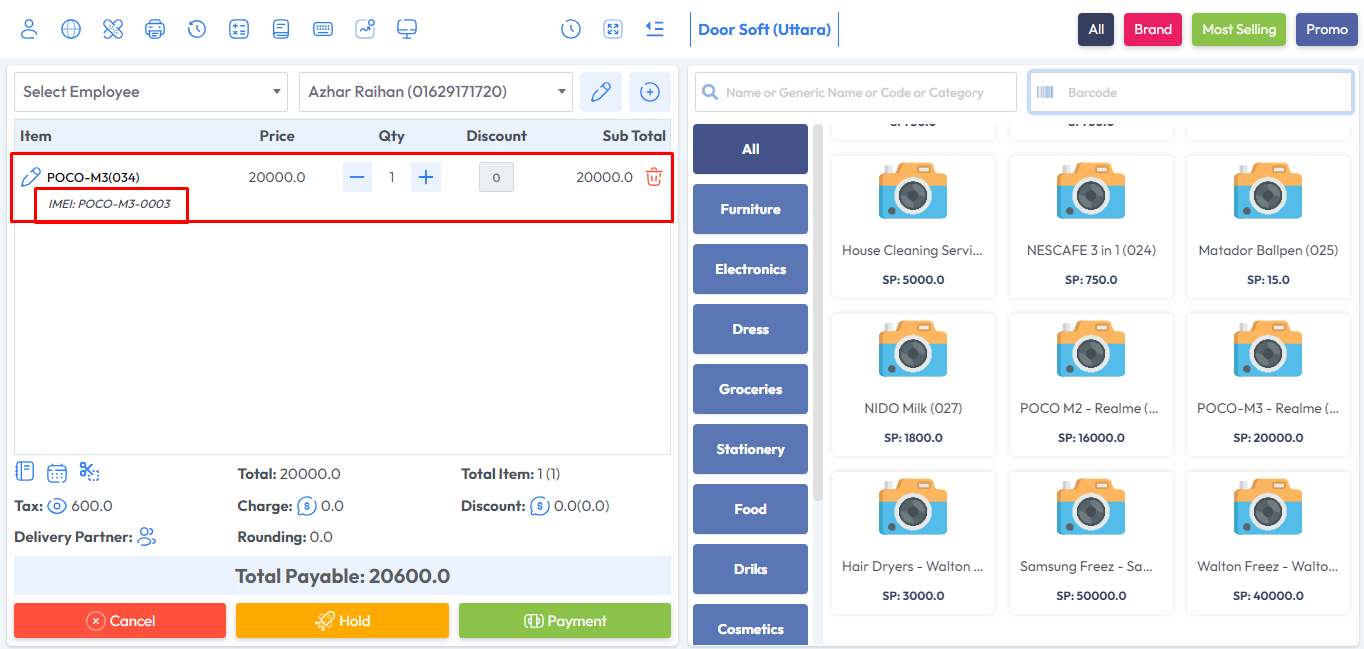 Door Soft (Uttara)
All
Brand
Most Selling
Promo
Select Employee
Azhar Raihan (01629171720)
Name or Generic Name or Code or Category
Barcode
Item Price Qty Discount Sub Total
POCO-M3(034) 20000.0 1 0 20000.0
IMEI: POCO-M3-0003
Total: 20000.0
Total Item: 1 (1)
Tax: 600.0
Charge: 0.0
Discount: 0.0(0.0)
Delivery Partner:
Rounding: 0.0
Total Payable: 20600.0
Cancel
Hold
Payment
All
Furniture
Electronics
Dress
Groceries
Stationery
Food
Driks
Cosmetics
House Cleaning Servi...
SP: 5000.0
NESCAFE 3 in 1 (024)
SP: 750.0
Matador Ballpen (025)
SP: 15.0
NIDO Milk (027)
SP: 1800.0
POCO M2 - Realme (...
SP: 16000.0
POCO-M3 - Realme (...
SP: 20000.0
Hair Dryers - Walton ...
SP: 3000.0
Samsung Freez - Sa...
SP: 50000.0
Walton Freez - Walto...
SP: 40000.0